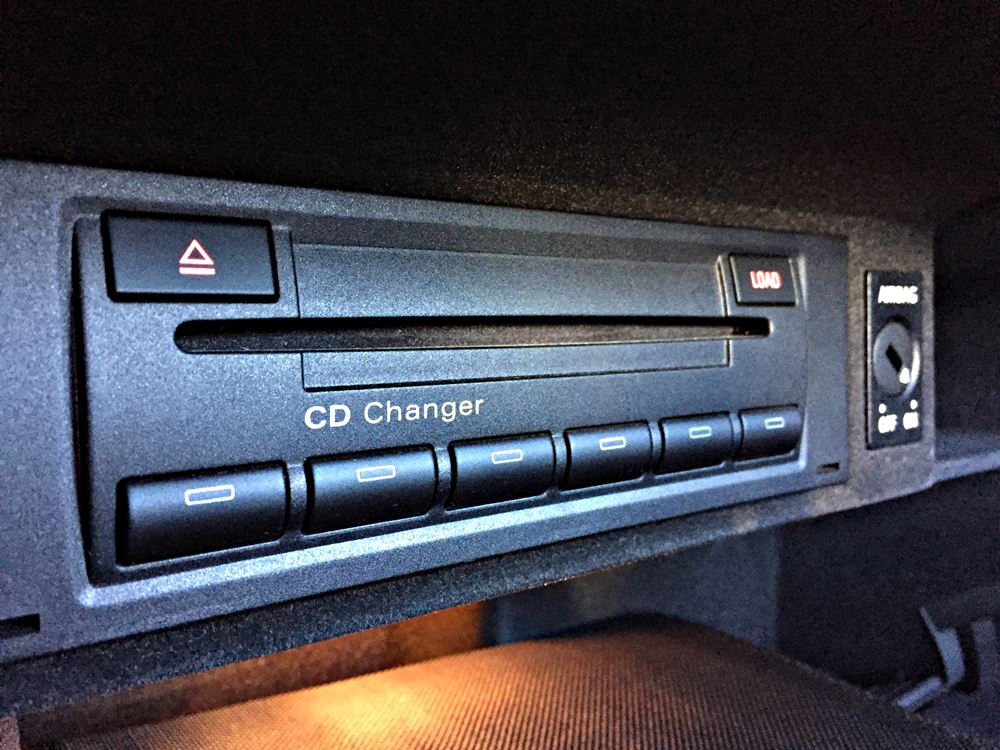 LOAD
CD Changer
AIRBAG
OFF ON